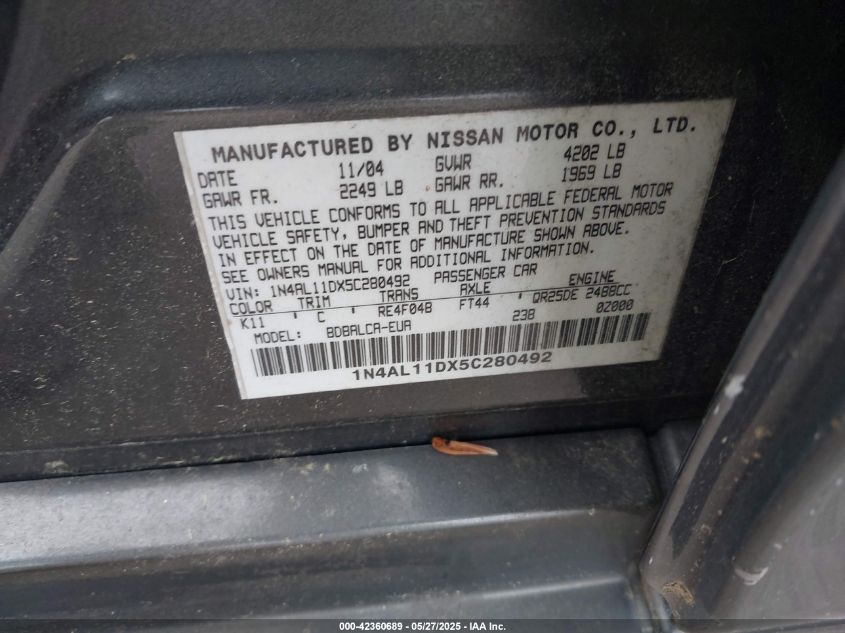 MANUFACTURED BY NISSAN MOTOR CO., LTD.
DATE 11/04 GVWR 4202 LB
GAWR FR. 2249 LB GAWR RR. 1969 LB
THIS VEHICLE CONFORMS TO ALL APPLICABLE FEDERAL MOTOR
VEHICLE SAFETY, BUMPER AND THEFT PREVENTION STANDARDS
IN EFFECT ON THE DATE OF MANUFACTURE SHOWN ABOVE.
SEE OWNERS MANUAL FOR ADDITIONAL INFORMATION.
VIN: 1N4AL11DX5C280492 PASSENGER CAR
COLOR TRIM TRANS AXLE ENGINE
K11 C RE4F04B FT44 QR25DE 2488CC
MODEL: BDBALCA-EUA 23B 0Z000
1N4AL11DX5C280492
000-42360689 05/27/2025 IAA Inc.